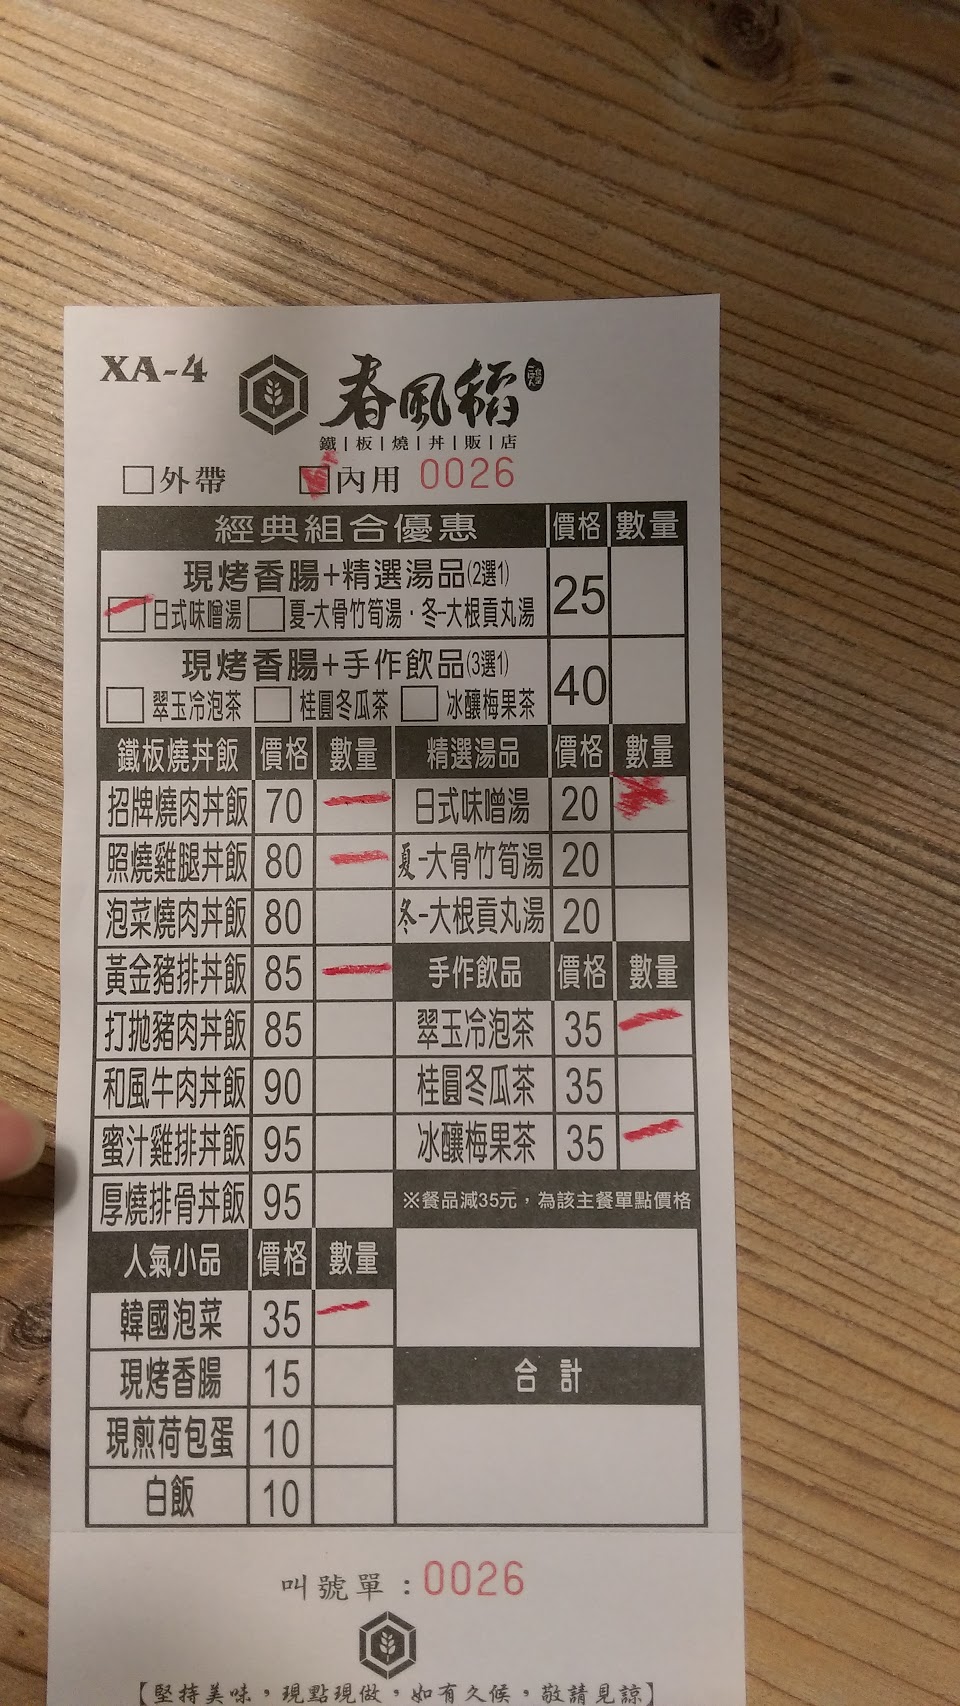 XA-4
春風稻
鐵|板|燒|丼|販|店
外帶 內用 0026
經典組合優惠 價格 數量
現烤香腸+精選湯品(2選1) 25
日式味噌湯 夏-大骨竹筍湯·冬-大根貢丸湯
現烤香腸+手作飲品(3選1) 40
翠玉冷泡茶 桂圓冬瓜茶 冰釀梅果茶
鐵板燒丼飯 價格 數量 精選湯品 價格 數量
招牌燒肉丼飯 70 日式味噌湯 20
照燒雞腿丼飯 80 夏-大骨竹筍湯 20
泡菜燒肉丼飯 80 冬-大根貢丸湯 20
黃金豬排丼飯 85 手作飲品 價格 數量
打拋豬肉丼飯 85 翠玉冷泡茶 35
和風牛肉丼飯 90 桂圓冬瓜茶 35
蜜汁雞排丼飯 95 冰釀梅果茶 35
厚燒排骨丼飯 95 ※餐品減35元，為該主餐單點價格
人氣小品 價格 數量
韓國泡菜 35
現烤香腸 15 合計
現煎荷包蛋 10
白飯 10
叫號單：0026
【堅持美味，現點現做，如有久候，敬請見諒】